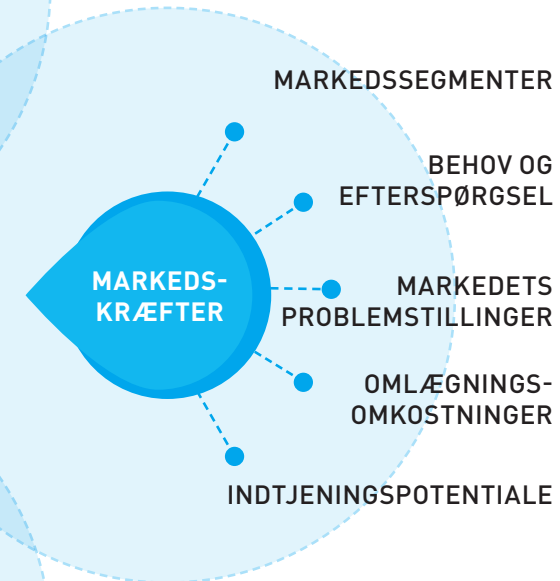 MARKEDSSEGMENTER
BEHOV OG
EFTERSPØRGSEL
MARKEDS-
KRÆFTER
MARKEDETS
PROBLEMSTILLINGER
OMLÆGNINGS-
OMKOSTNINGER
INDTJENINGSPOTENTIALE